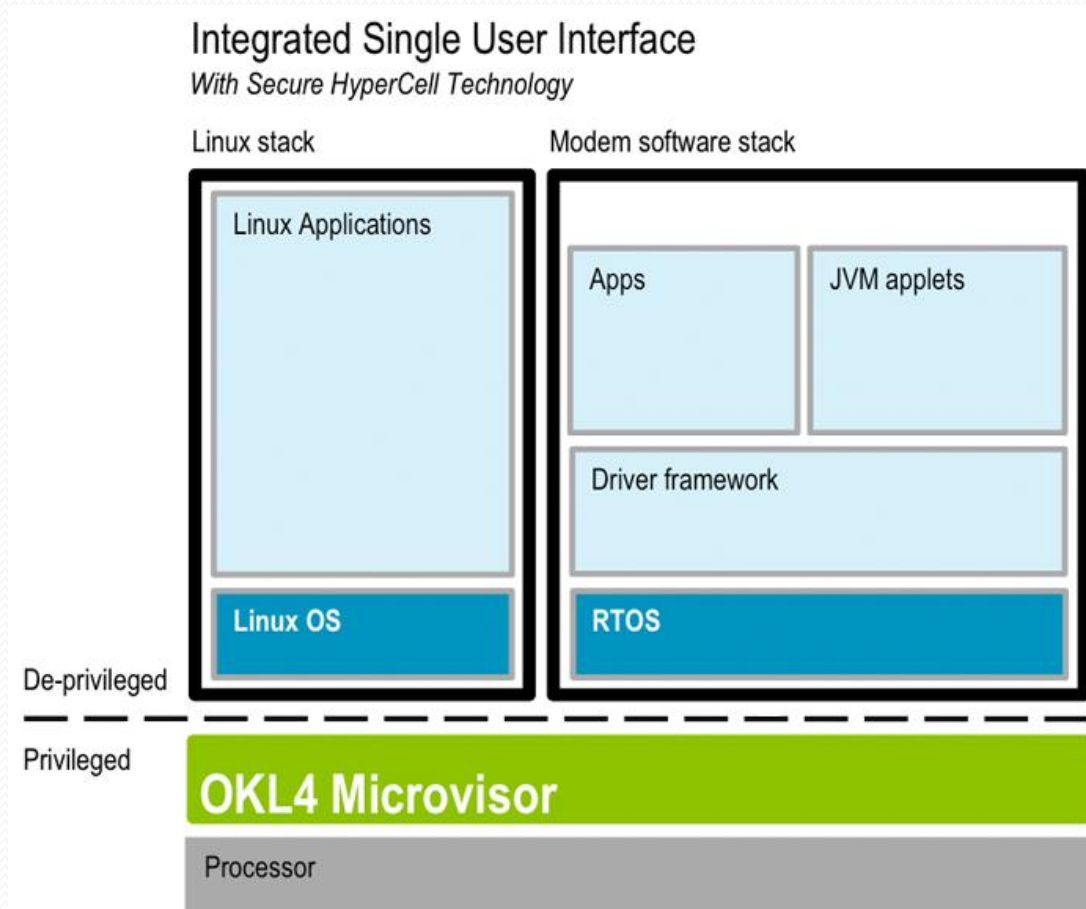 Integrated Single User Interface
With Secure HyperCell Technology
Linux stack
Modem software stack
Linux Applications
Apps
JVM applets
Driver framework
Linux OS
RTOS
De-privileged
Privileged
OKL4 Microvisor
Processor